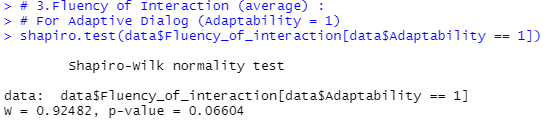 > # 3.Fluency of Interaction (average) :
> # For Adaptive Dialog (Adaptability = 1)
> shapiro.test(data$Fluency_of_interaction[data$Adaptability == 1])
Shapiro-Wilk normality test
data:  data$Fluency_of_interaction[data$Adaptability == 1]
W = 0.92482, p-value = 0.06604